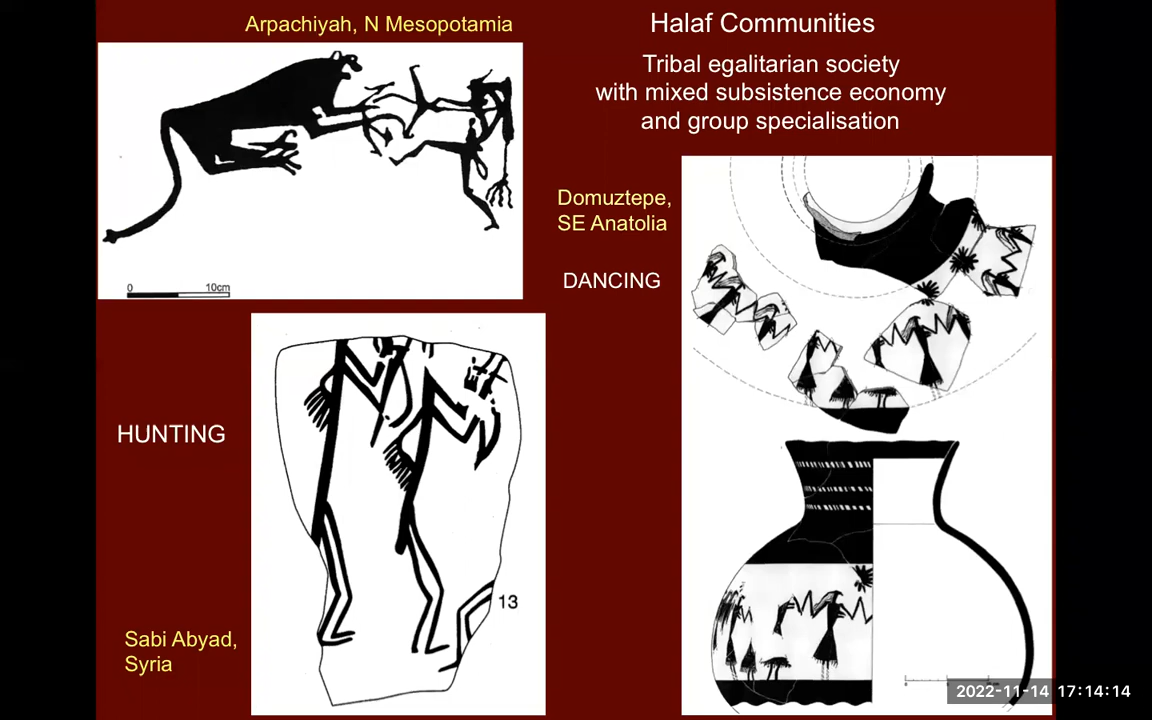 Arpachiyah, N Mesopotamia
Halaf Communities
Tribal egalitarian society
with mixed subsistence economy
and group specialisation
0 10cm
Domuztepe,
SE Anatolia
DANCING
HUNTING
13
Sabi Abyad,
Syria
2022-11-14 17:14:14